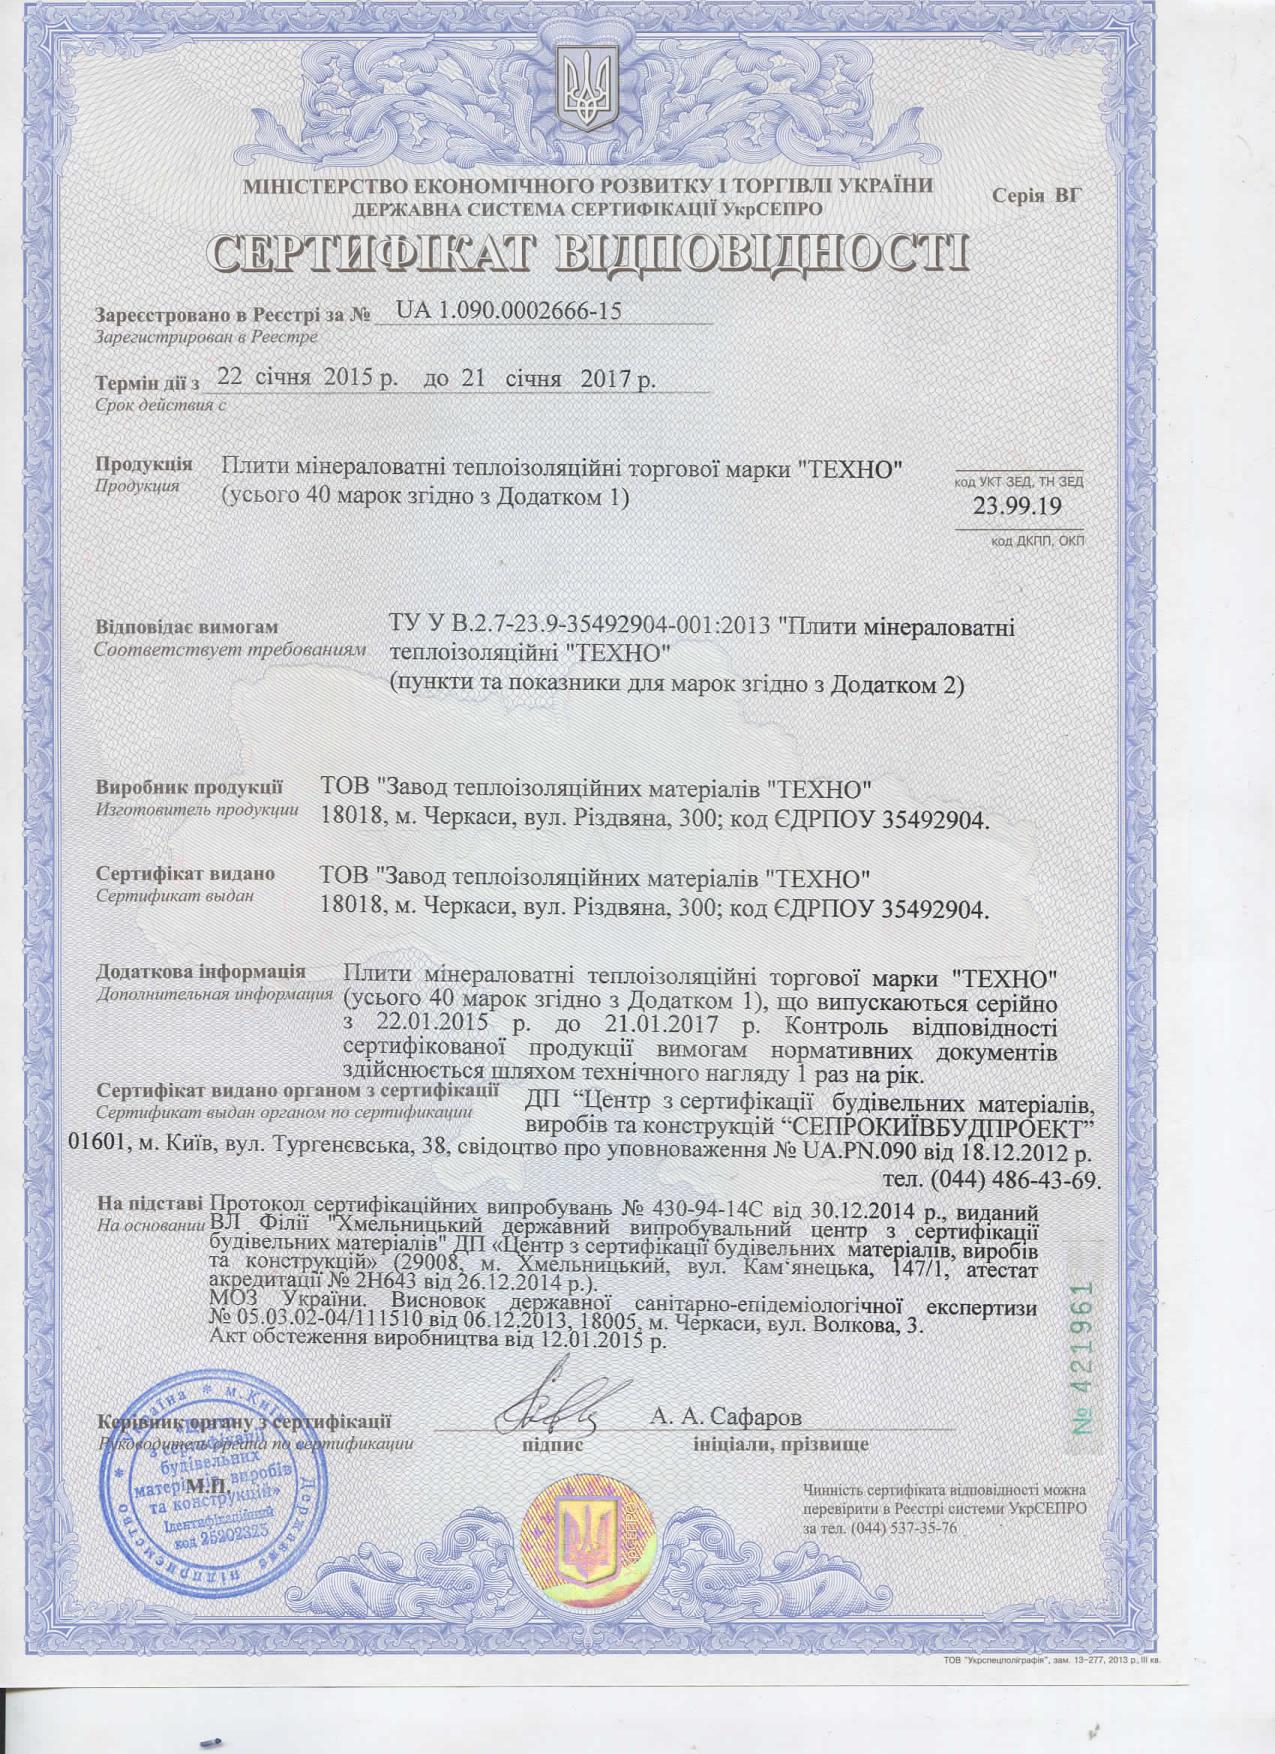 МІНІСТЕРСТВО ЕКОНОМІЧНОГО РОЗВИТКУ І ТОРГІВЛІ УКРАЇНИ
ДЕРЖАВНА СИСТЕМА СЕРТИФІКАЦІЇ УкрСЕПРО
Серія ВГ
СЕРТИФІКАТ ВІДПОВІДНОСТІ
Зареєстровано в Реєстрі за № UA 1.090.0002666-15
Зарегистрирован в Реестре
Термін дії з 22 січня 2015 р. до 21 січня 2017 р.
Срок действия с
Продукція Плити мінераловатні теплоізоляційні торгової марки "ТЕХНО"
Продукция (усього 40 марок згідно з Додатком 1)
код УКТ ЗЕД, ТН ЗЕД
23.99.19
код ДКПП, ОКП
Відповідає вимогам ТУ У В.2.7-23.9-35492904-001:2013 "Плити мінераловатні
Соответствует требованиям теплоізоляційні "ТЕХНО"
(пункти та показники для марок згідно з Додатком 2)
Виробник продукції ТОВ "Завод теплоізоляційних матеріалів "ТЕХНО"
Изготовитель продукции 18018, м. Черкаси, вул. Різдвяна, 300; код ЄДРПОУ 35492904.
Сертифікат видано ТОВ "Завод теплоізоляційних матеріалів "ТЕХНО"
Сертификат выдан 18018, м. Черкаси, вул. Різдвяна, 300; код ЄДРПОУ 35492904.
Додаткова інформація Плити мінераловатні теплоізоляційні торгової марки "ТЕХНО"
Дополнительная информация (усього 40 марок згідно з Додатком 1), що випускаються серійно
з 22.01.2015 р. до 21.01.2017 р. Контроль відповідності
сертифікованої продукції вимогам нормативних документів
здійснюється шляхом технічного нагляду 1 раз на рік.
Сертифікат видано органом з сертифікації ДП “Центр з сертифікації будівельних матеріалів,
Сертификат выдан органом по сертификации виробів та конструкцій “СЕПРОКИЇВБУДПРОЕКТ”
01601, м. Київ, вул. Тургенєвська, 38, свідоцтво про уповноваження № UA.PN.090 від 18.12.2012 р.
тел. (044) 486-43-69.
На підставі Протокол сертифікаційних випробувань № 430-94-14С від 30.12.2014 р., виданий
На основании ВЛ Філії "Хмельницький державний випробувальний центр з сертифікації
будівельних матеріалів" ДП «Центр з сертифікації будівельних матеріалів, виробів
та конструкцій» (29008, м. Хмельницький, вул. Кам‘янецька, 147/1, атестат
акредитації № 2Н643 від 26.12.2014 р.).
МОЗ України. Висновок державної санітарно-епідеміологічної експертизи
№ 05.03.02-04/111510 від 06.12.2013, 18005, м. Черкаси, вул. Волкова, 3.
Акт обстеження виробництва від 12.01.2015 р.
№ 421961
Керівник органу з сертифікації А. А. Сафаров
Руководитель органа по сертификации підпис ініціали, прізвище
М.П.
Україна * м. Київ * Державне підприємство *
з сертифікації
будівельних
матеріалів, виробів
та конструкцій»
Ідентифікаційний
код 25202325
Чинність сертифіката відповідності можна
перевірити в Реєстрі системи УкрСЕПРО
за тел. (044) 537-35-76
ТОВ "Укрспецполіграфія", зам. 13-277, 2013 р., III кв.